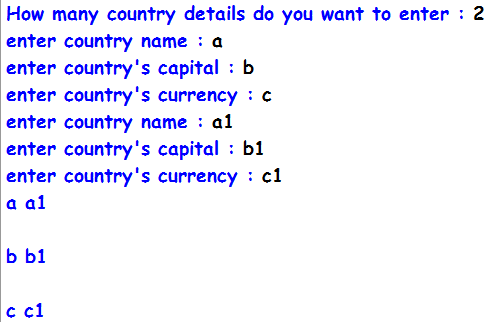 How many country details do you want to enter : 2
enter country name : a
enter country's capital : b
enter country's currency : c
enter country name : a1
enter country's capital : b1
enter country's currency : c1
a a1
b b1
c c1